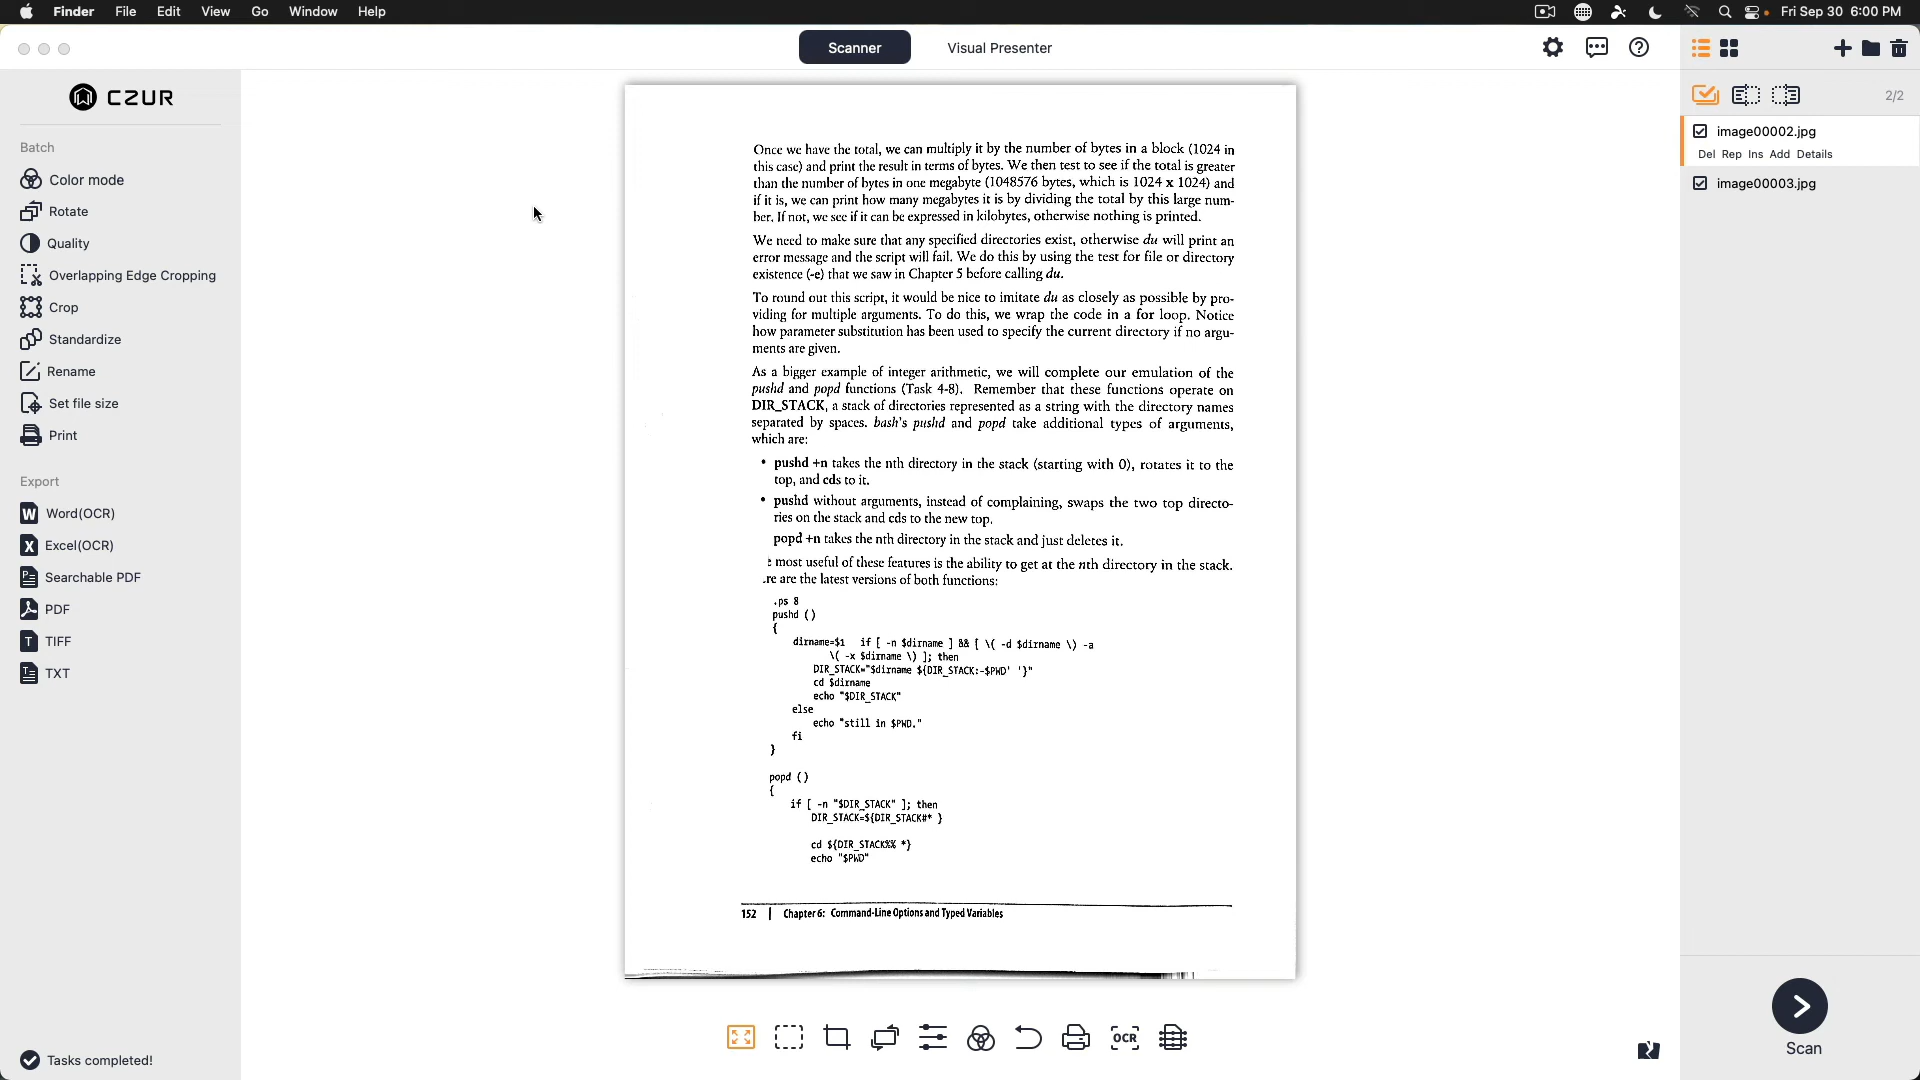 Finder File Edit View Go Window Help
Fri Sep 30 6:00 PM
Scanner Visual Presenter
CZUR
Batch
Color mode
Rotate
Quality
Overlapping Edge Cropping
Crop
Standardize
Rename
Set file size
Print
Export
Word(OCR)
Excel(OCR)
Searchable PDF
PDF
TIFF
TXT
Tasks completed!
Once we have the total, we can multiply it by the number of bytes in a block (1024 in
this case) and print the result in terms of bytes. We then test to see if the total is greater
than the number of bytes in one megabyte (1048576 bytes, which is 1024 x 1024) and
if it is, we can print how many megabytes it is by dividing the total by this large num-
ber. If not, we see if it can be expressed in kilobytes, otherwise nothing is printed.
We need to make sure that any specified directories exist, otherwise du will print an
error message and the script will fail. We do this by using the test for file or directory
existence (-e) that we saw in Chapter 5 before calling du.
To round out this script, it would be nice to imitate du as closely as possible by pro-
viding for multiple arguments. To do this, we wrap the code in a for loop. Notice
how parameter substitution has been used to specify the current directory if no argu-
ments are given.
As a bigger example of integer arithmetic, we will complete our emulation of the
pushd and popd functions (Task 4-8). Remember that these functions operate on
DIR_STACK, a stack of directories represented as a string with the directory names
separated by spaces. bash's pushd and popd take additional types of arguments,
which are:
• pushd +n takes the nth directory in the stack (starting with 0), rotates it to the
top, and cds to it.
• pushd without arguments, instead of complaining, swaps the two top directo-
ries on the stack and cds to the new top.
popd +n takes the nth directory in the stack and just deletes it.
most useful of these features is the ability to get at the nth directory in the stack.
re are the latest versions of both functions:
.ps 8
pushd ()
{
dirname=$1 if [ -n $dirname ] && [ \( -d $dirname \) -a
\( -x $dirname \) ]; then
DIR_STACK="$dirname ${DIR_STACK:-$PWD' '}"
cd $dirname
echo "$DIR_STACK"
else
echo "still in $PWD."
fi
}
popd ()
{
if [ -n "$DIR_STACK" ]; then
DIR_STACK=${DIR_STACK#* }
cd ${DIR_STACK%% *}
echo "$PWD"
152 | Chapter 6: Command-Line Options and Typed Variables
OCR
2/2
image00002.jpg
Del Rep Ins Add Details
image00003.jpg
Scan